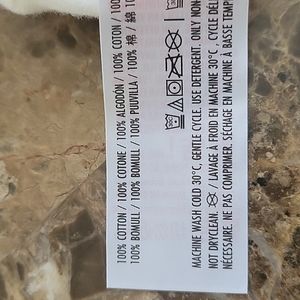 100% COTTON / 100% COTONE / 100% ALGODÓN / 100% COTON / 100%
100% BOMULL / 100% BOMULL / 100% PUUVILLA / 100% 棉 / 綿 100%
MACHINE WASH COLD 30°C, GENTLE CYCLE. USE DETERGENT. ONLY NON-
NOT DRYCLEAN. / LAVAGE À FROID EN MACHINE 30°C, CYCLE DÉL
NÉCESSAIRE. NE PAS COMPRIMER. SÉCHAGE EN MACHINE À BASSE TEMP